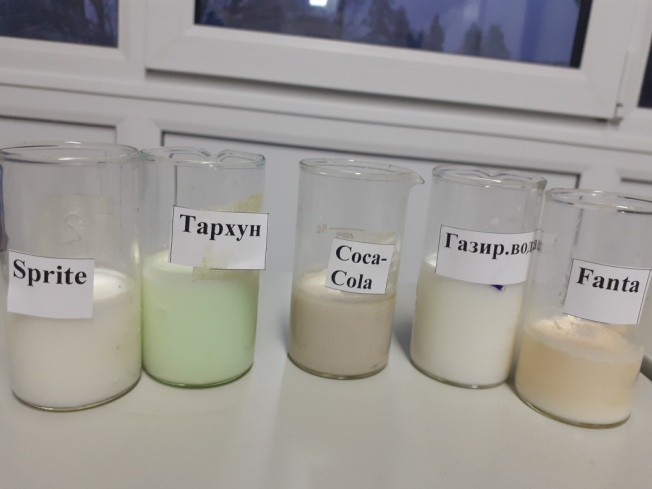 Sprite
Тархун
Coca-
Cola
Газир.вода
Fanta